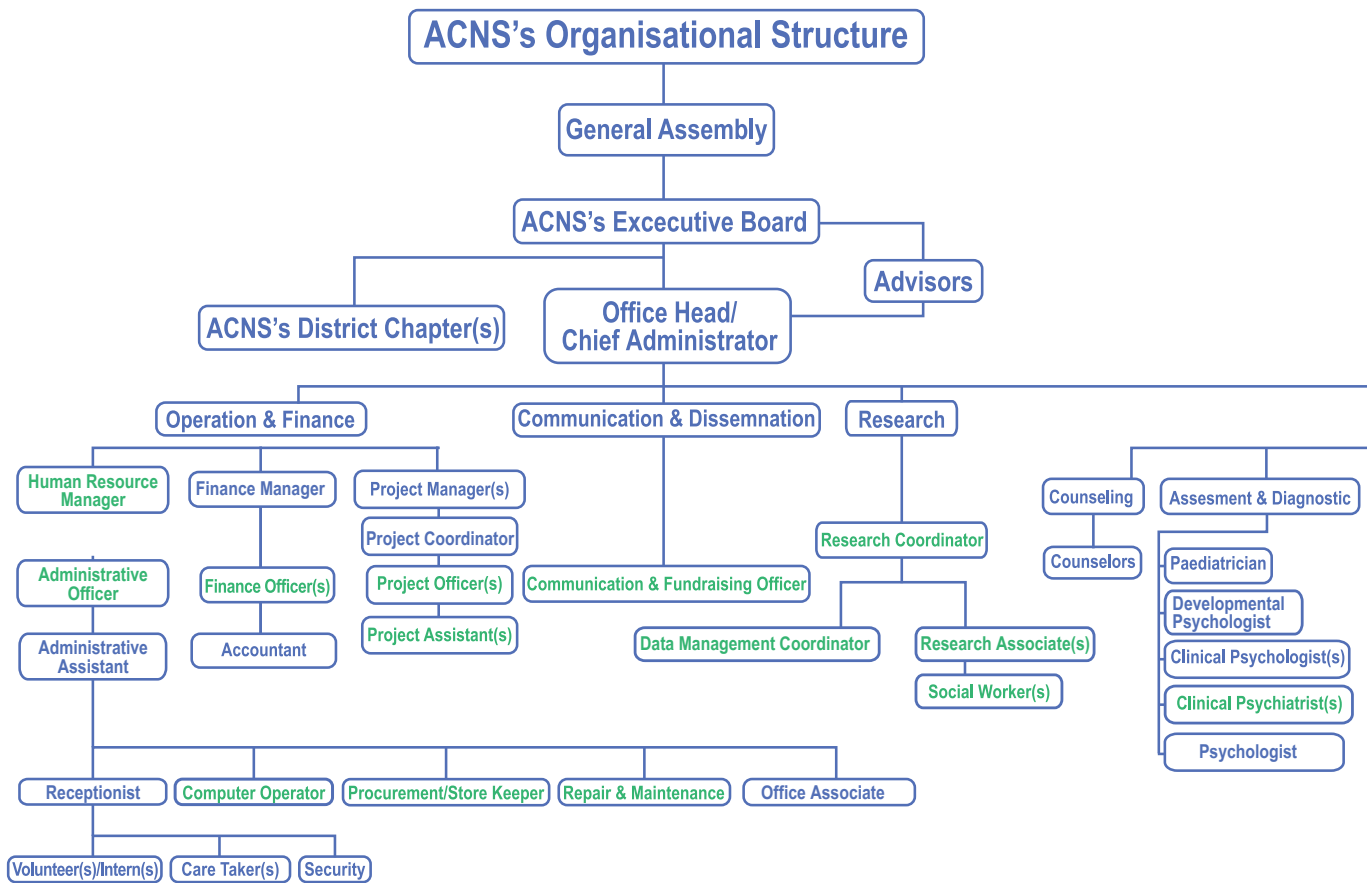 ACNS's Organisational Structure
General Assembly
ACNS's Excecutive Board
Advisors
ACNS's District Chapter(s)
Office Head/
Chief Administrator
Operation & Finance
Communication & Dissemnation
Research
Human Resource
Manager
Finance Manager
Project Manager(s)
Counseling
Assesment & Diagnostic
Project Coordinator
Research Coordinator
Counselors
Paediatrician
Administrative
Officer
Finance Officer(s)
Project Officer(s)
Communication & Fundraising Officer
Developmental
Psychologist
Project Assistant(s)
Administrative
Assistant
Accountant
Data Management Coordinator
Research Associate(s)
Clinical Psychologist(s)
Social Worker(s)
Clinical Psychiatrist(s)
Psychologist
Receptionist
Computer Operator
Procurement/Store Keeper
Repair & Maintenance
Office Associate
Volunteer(s)/Intern(s)
Care Taker(s)
Security